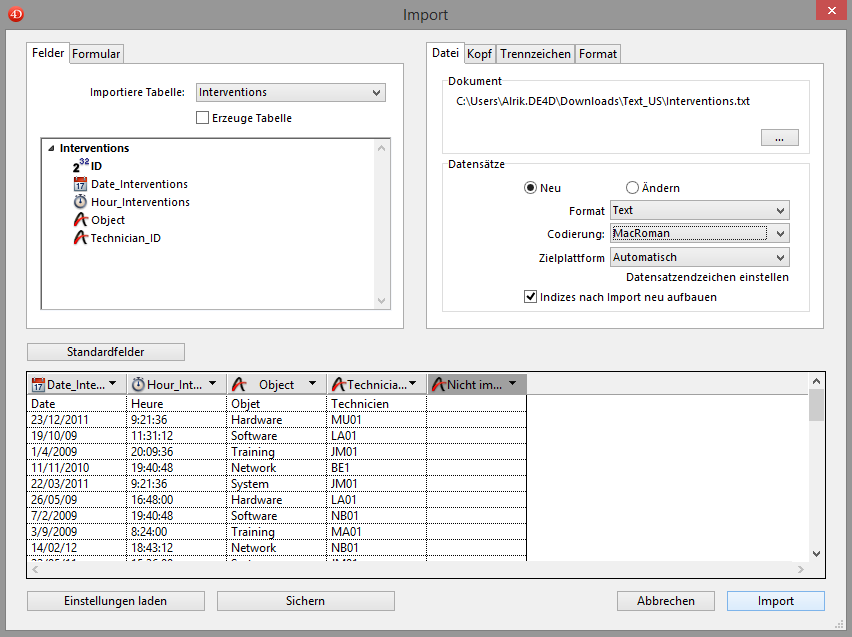 4D Import
Felder Formular
Importiere Tabelle: Interventions
Erzeuge Tabelle
Interventions
2³² ID
17 Date_Interventions
Hour_Interventions
Object
Technician_ID
Datei Kopf Trennzeichen Format
Dokument
C:\Users\Alrik.DE4D\Downloads\Text_US\Interventions.txt
...
Datensätze
Neu Ändern
Format Text
Codierung: MacRoman
Zielplattform Automatisch
Datensatzendzeichen einstellen
Indizes nach Import neu aufbauen
Standardfelder
17 Date_Inte... Hour_Int... Object Technicia... Nicht im...
Date Heure Objet Technicien
23/12/2011 9:21:36 Hardware MU01
19/10/09 11:31:12 Software LA01
1/4/2009 20:09:36 Training JM01
11/11/2010 19:40:48 Network BE1
22/03/2011 9:21:36 System JM01
26/05/09 16:48:00 Hardware LA01
7/2/2009 19:40:48 Software NB01
3/9/2009 8:24:00 Training MA01
14/02/12 18:43:12 Network NB01
Einstellungen laden Sichern Abbrechen Import